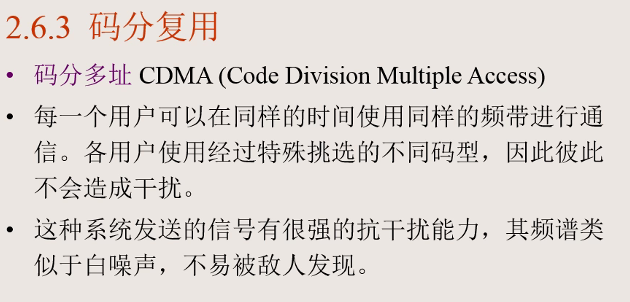 2.6.3 码分复用
• 码分多址 CDMA (Code Division Multiple Access)
• 每一个用户可以在同样的时间使用同样的频带进行通
信。各用户使用经过特殊挑选的不同码型，因此彼此
不会造成干扰。
• 这种系统发送的信号有很强的抗干扰能力，其频谱类
似于白噪声，不易被敌人发现。